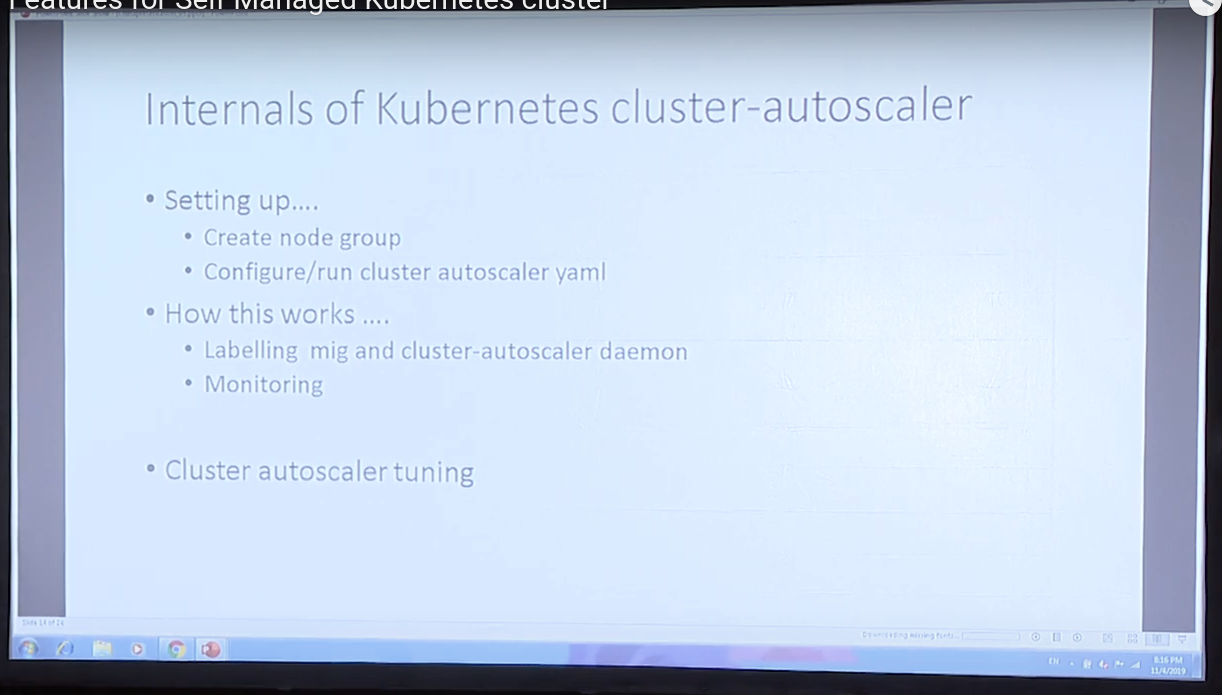 Features for Self Managed Kubernetes cluster
Internals of Kubernetes cluster-autoscaler
• Setting up....
• Create node group
• Configure/run cluster autoscaler yaml
• How this works ....
• Labelling mig and cluster-autoscaler daemon
• Monitoring
• Cluster autoscaler tuning
Slide 14 of 24
Downloading missing fonts...
EN
8:16 PM
11/4/2019